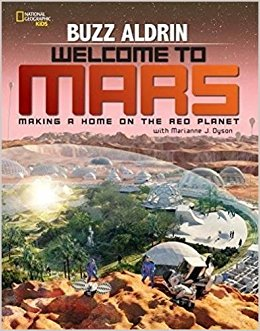 NATIONAL
GEOGRAPHIC
KiDS
BUZZ ALDRIN
WELCOME TO
MARS
MAKING A HOME ON THE RED PLANET
with Marianne J. Dyson